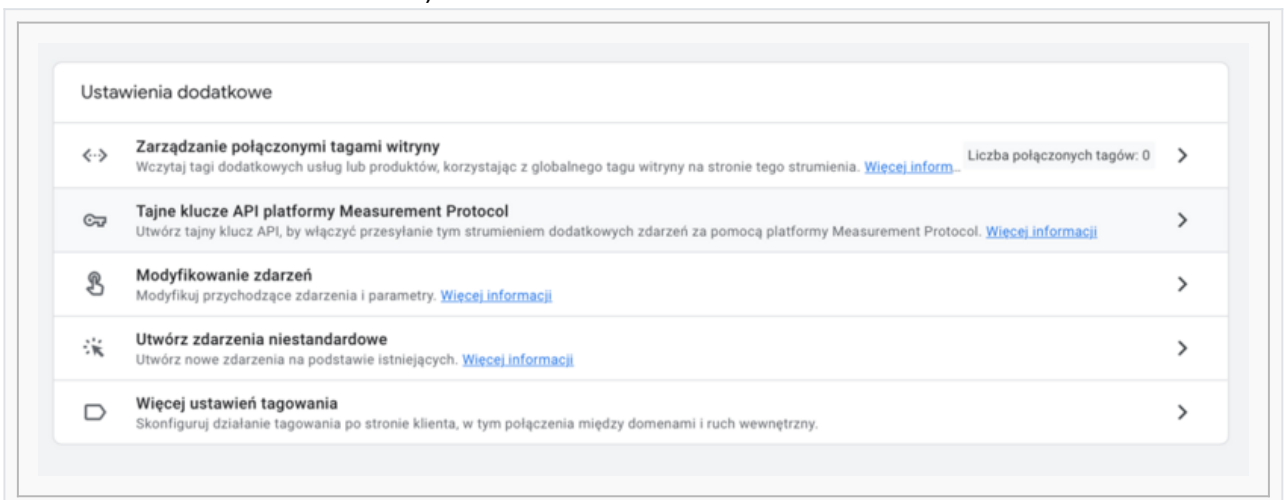 Ustawienia dodatkowe
Zarządzanie połączonymi tagami witryny
Wczytaj tagi dodatkowych usług lub produktów, korzystając z globalnego tagu witryny na stronie tego strumienia. Więcej inform... Liczba połączonych tagów: 0
Tajne klucze API platformy Measurement Protocol
Utwórz tajny klucz API, by włączyć przesyłanie tym strumieniem dodatkowych zdarzeń za pomocą platformy Measurement Protocol. Więcej informacji
Modyfikowanie zdarzeń
Modyfikuj przychodzące zdarzenia i parametry. Więcej informacji
Utwórz zdarzenia niestandardowe
Utwórz nowe zdarzenia na podstawie istniejących. Więcej informacji
Więcej ustawień tagowania
Skonfiguruj działanie tagowania po stronie klienta, w tym połączenia między domenami i ruch wewnętrzny.